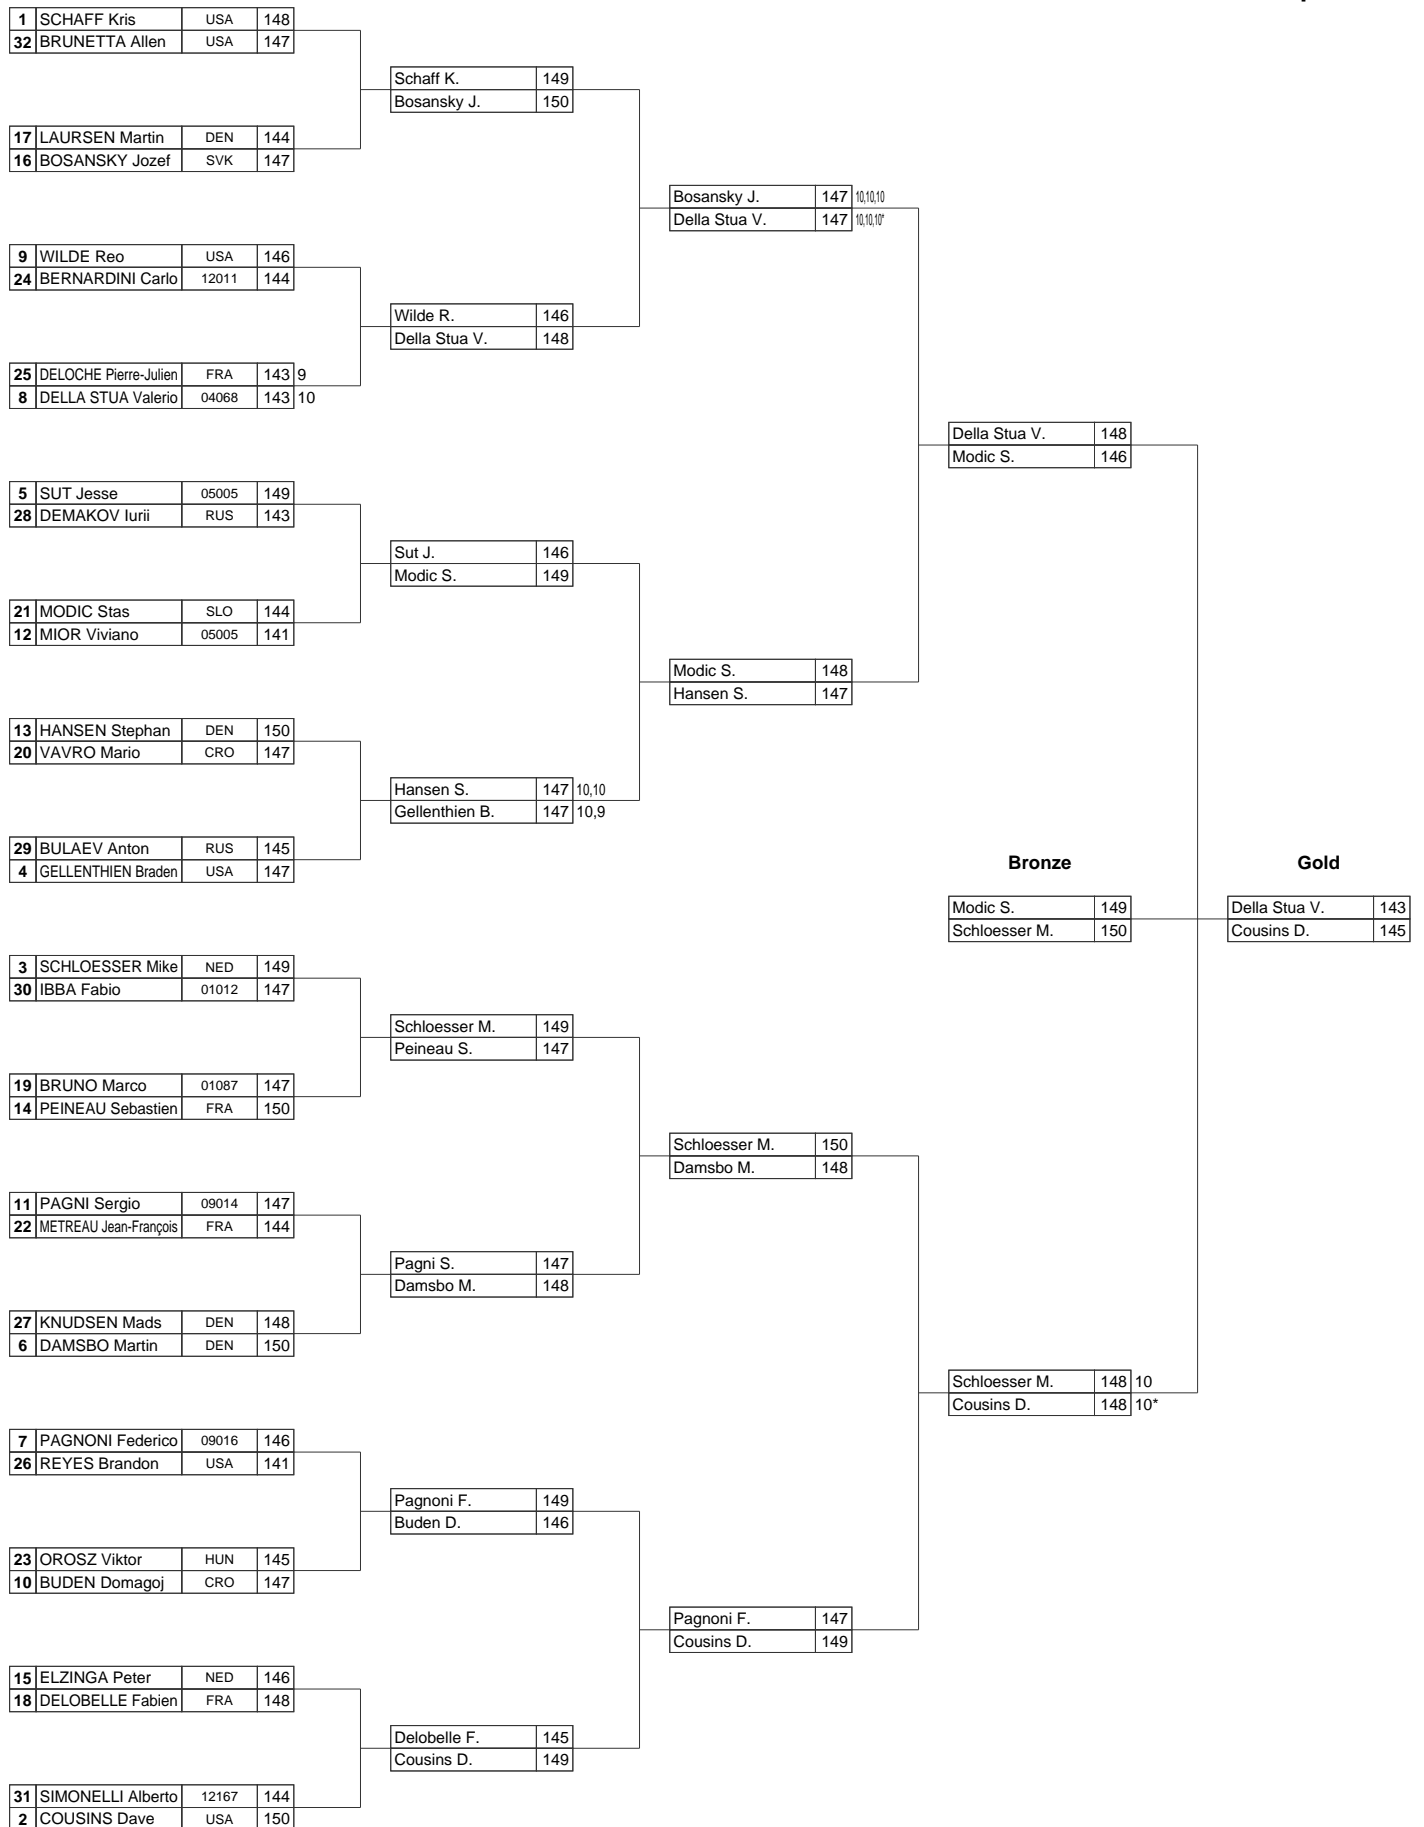 1 SCHAFF Kris USA 148
32 BRUNETTA Allen USA 147
Schaff K. 149
Bosansky J. 150
17 LAURSEN Martin DEN 144
16 BOSANSKY Jozef SVK 147
Bosansky J. 147 10,10,10
Della Stua V. 147 10,10,10*
9 WILDE Reo USA 146
24 BERNARDINI Carlo 12011 144
Wilde R. 146
Della Stua V. 148
25 DELOCHE Pierre-Julien FRA 143 9
8 DELLA STUA Valerio 04068 143 10
Della Stua V. 148
Modic S. 146
5 SUT Jesse 05005 149
28 DEMAKOV Iurii RUS 143
Sut J. 146
Modic S. 149
21 MODIC Stas SLO 144
12 MIOR Viviano 05005 141
Modic S. 148
Hansen S. 147
13 HANSEN Stephan DEN 150
20 VAVRO Mario CRO 147
Hansen S. 147 10,10
Gellenthien B. 147 10,9
29 BULAEV Anton RUS 145
4 GELLENTHIEN Braden USA 147
Bronze Gold
Modic S. 149 Della Stua V. 143
Schloesser M. 150 Cousins D. 145
3 SCHLOESSER Mike NED 149
30 IBBA Fabio 01012 147
Schloesser M. 149
Peineau S. 147
19 BRUNO Marco 01087 147
14 PEINEAU Sebastien FRA 150
Schloesser M. 150
Damsbo M. 148
11 PAGNI Sergio 09014 147
22 METREAU Jean-François FRA 144
Pagni S. 147
Damsbo M. 148
27 KNUDSEN Mads DEN 148
6 DAMSBO Martin DEN 150
Schloesser M. 148 10
Cousins D. 148 10*
7 PAGNONI Federico 09016 146
26 REYES Brandon USA 141
Pagnoni F. 149
Buden D. 146
23 OROSZ Viktor HUN 145
10 BUDEN Domagoj CRO 147
Pagnoni F. 147
Cousins D. 149
15 ELZINGA Peter NED 146
18 DELOBELLE Fabien FRA 148
Delobelle F. 145
Cousins D. 149
31 SIMONELLI Alberto 12167 144
2 COUSINS Dave USA 150